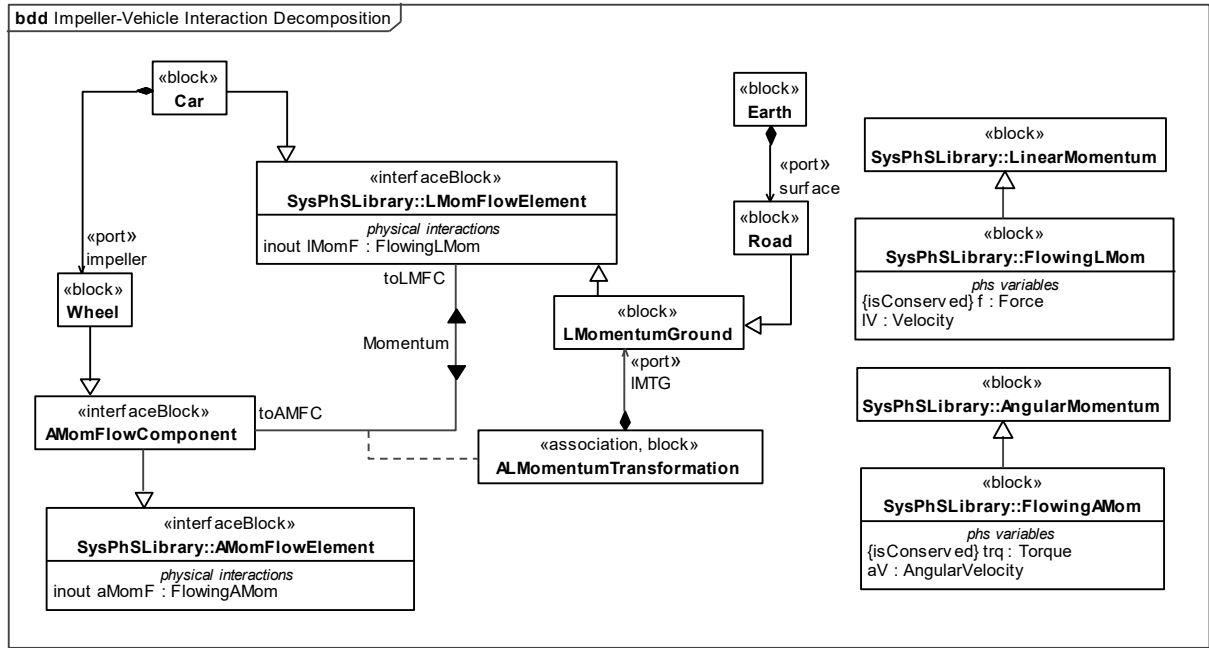 bdd Impeller-Vehicle Interaction Decomposition
«block»
Car
«port»
impeller
«block»
Wheel
«interfaceBlock»
AMomFlowComponent
«interfaceBlock»
SysPhSLibrary::AMomFlowElement
physical interactions
inout aMomF : FlowingAMom
«interfaceBlock»
SysPhSLibrary::LMomFlowElement
physical interactions
inout lMomF : FlowingLMom
toLMFC
Momentum
toAMFC
«block»
Earth
«port»
surface
«block»
Road
«block»
LMomentumGround
«port»
lMTG
«association, block»
ALMomentumTransformation
«block»
SysPhSLibrary::LinearMomentum
«block»
SysPhSLibrary::FlowingLMom
phs variables
{isConserved} f : Force
lV : Velocity
«block»
SysPhSLibrary::AngularMomentum
«block»
SysPhSLibrary::FlowingAMom
phs variables
{isConserved} trq : Torque
aV : AngularVelocity